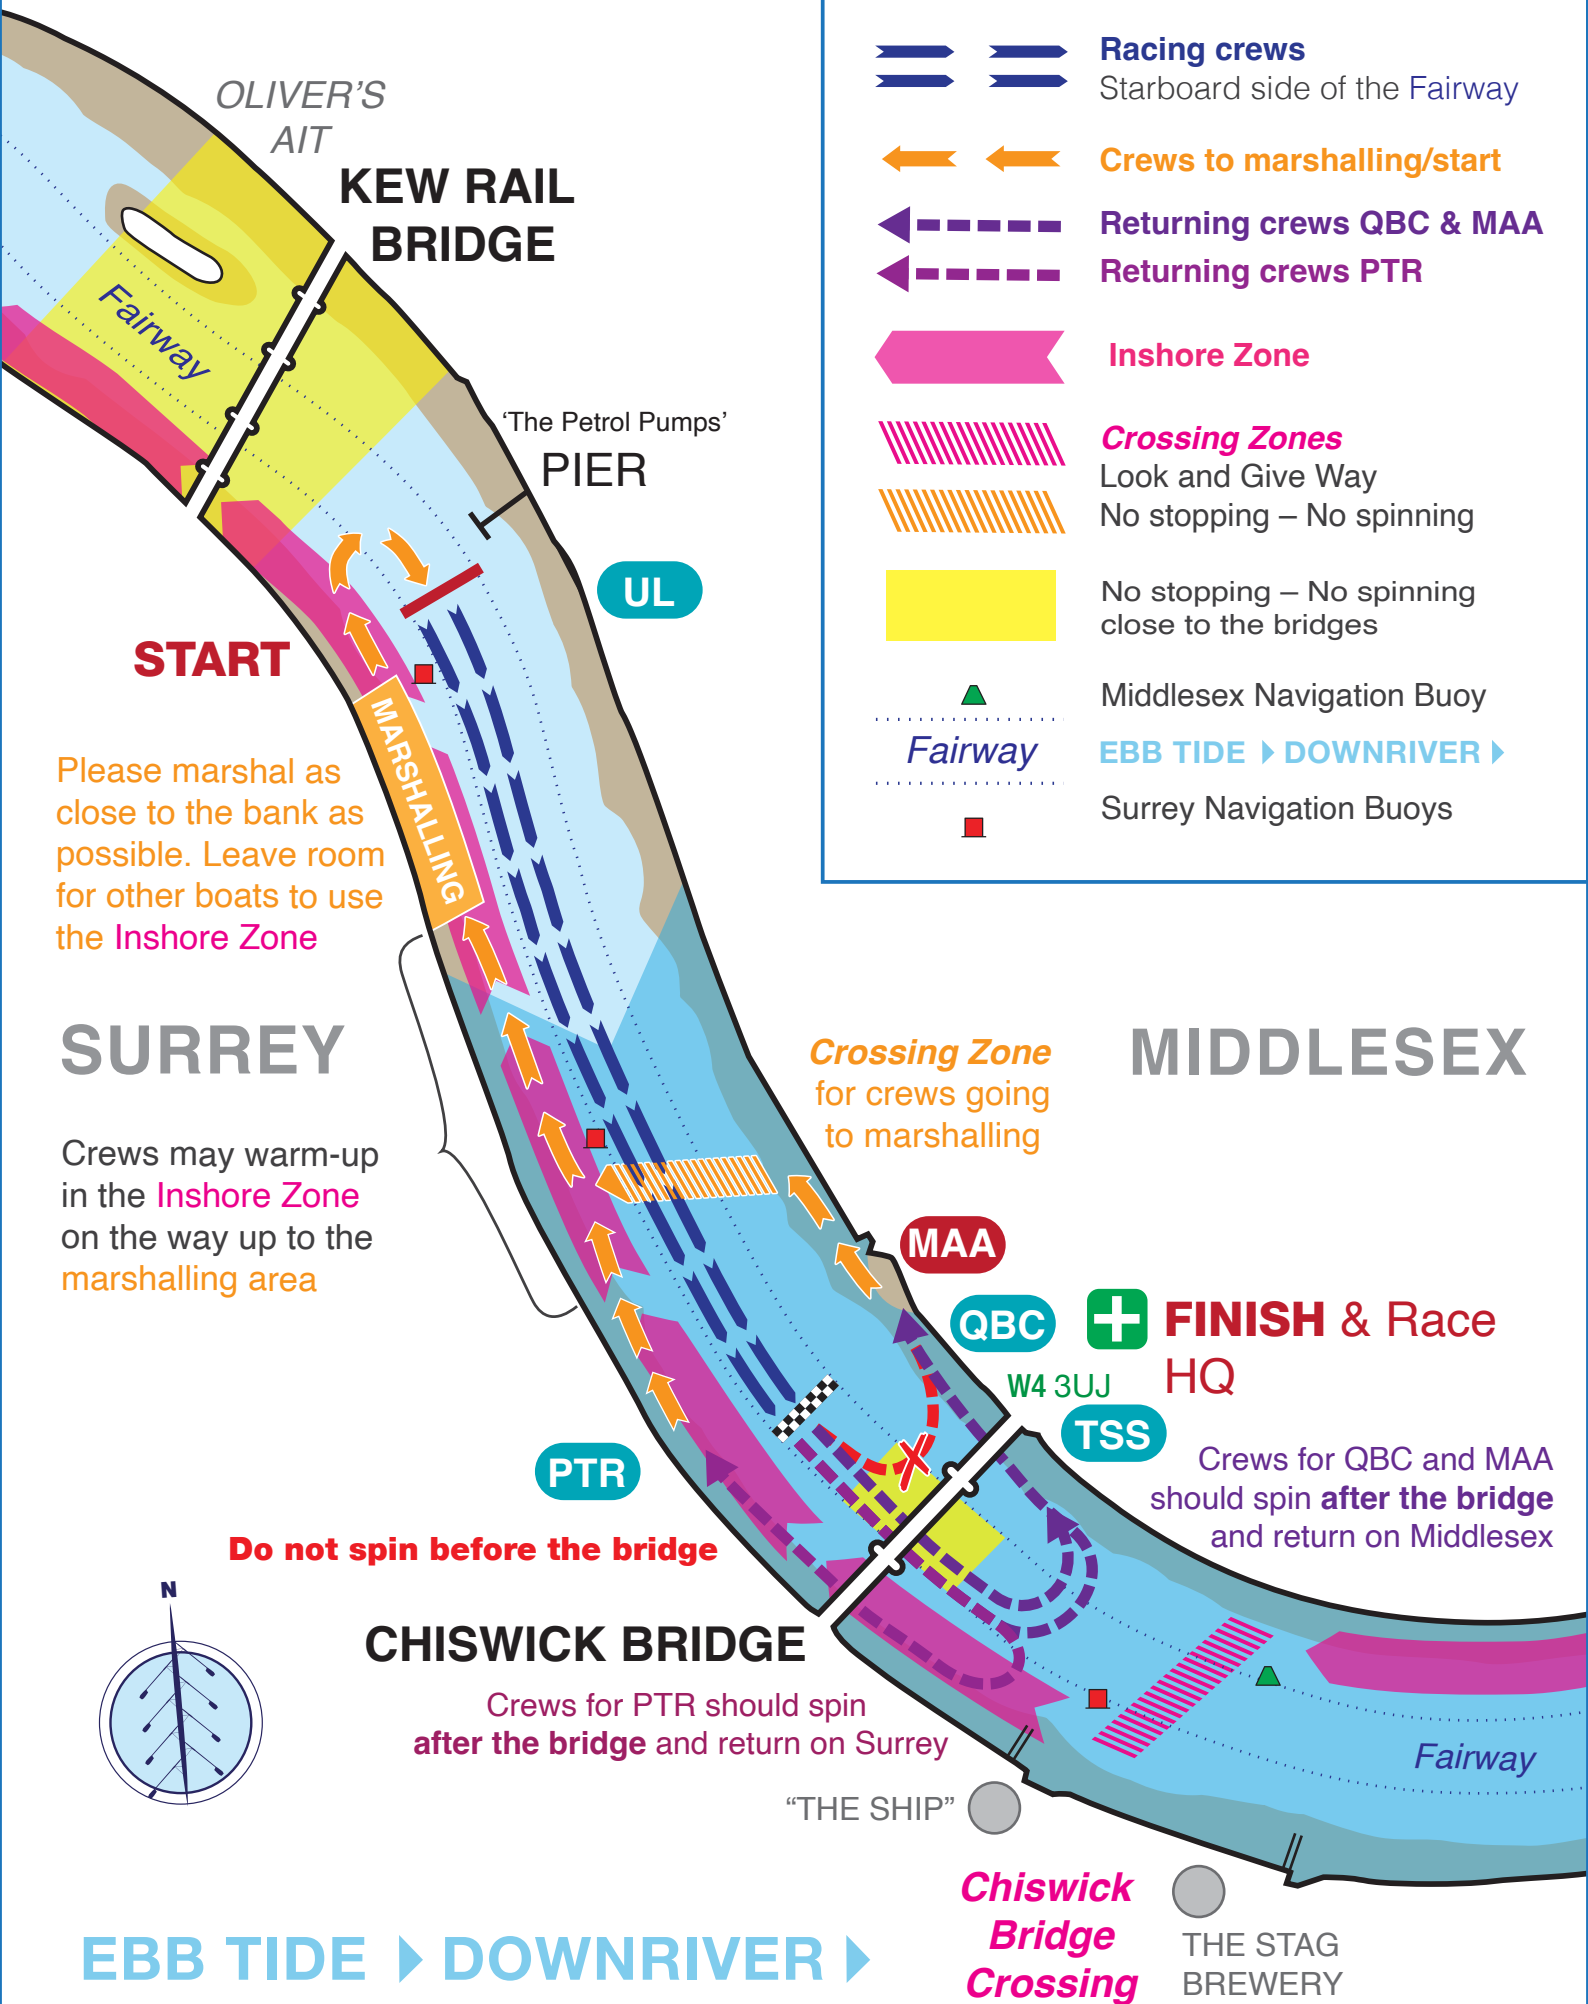 OLIVER'S
AIT
KEW RAIL
BRIDGE
Fairway
'The Petrol Pumps'
PIER
UL
START
MARSHALLING
Please marshal as
close to the bank as
possible. Leave room
for other boats to use
the Inshore Zone
SURREY
Crews may warm-up
in the Inshore Zone
on the way up to the
marshalling area
Racing crews
Starboard side of the Fairway
Crews to marshalling/start
Returning crews QBC & MAA
Returning crews PTR
Inshore Zone
Crossing Zones
Look and Give Way
No stopping – No spinning
No stopping – No spinning
close to the bridges
Middlesex Navigation Buoy
Fairway
EBB TIDE DOWNRIVER
Surrey Navigation Buoys
MIDDLESEX
Crossing Zone
for crews going
to marshalling
MAA
QBC
FINISH & Race
HQ
W4 3UJ
TSS
Crews for QBC and MAA
should spin after the bridge
and return on Middlesex
PTR
Do not spin before the bridge
N
CHISWICK BRIDGE
Crews for PTR should spin
after the bridge and return on Surrey
Fairway
“THE SHIP”
Chiswick
Bridge
Crossing
THE STAG
BREWERY
EBB TIDE DOWNRIVER